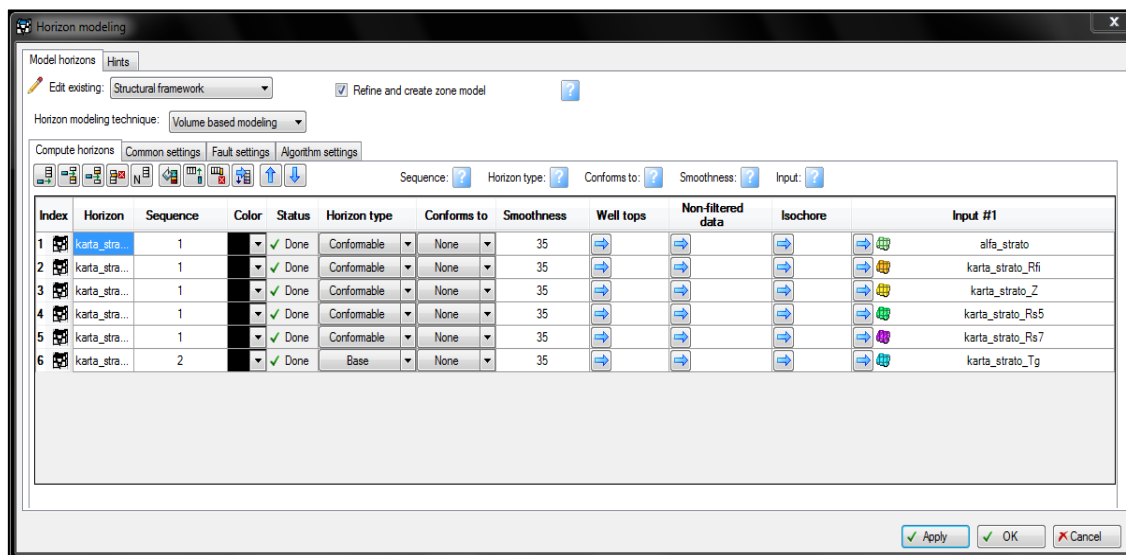 Horizon modeling
x
Model horizons Hints
Edit existing: Structural framework Refine and create zone model ?
Horizon modeling technique: Volume based modeling
Compute horizons Common settings Fault settings Algorithm settings
N Sequence: ? Horizon type: ? Conforms to: ? Smoothness: ? Input: ?
Index Horizon Sequence Color Status Horizon type Conforms to Smoothness Well tops Non-filtered data Isochore Input #1
1 karta_stra... 1 Done Conformable None 35 alfa_strato
2 karta_stra... 1 Done Conformable None 35 karta_strato_Rfi
3 karta_stra... 1 Done Conformable None 35 karta_strato_Z
4 karta_stra... 1 Done Conformable None 35 karta_strato_Rs5
5 karta_stra... 1 Done Conformable None 35 karta_strato_Rs7
6 karta_stra... 2 Done Base None 35 karta_strato_Tg
Apply OK Cancel